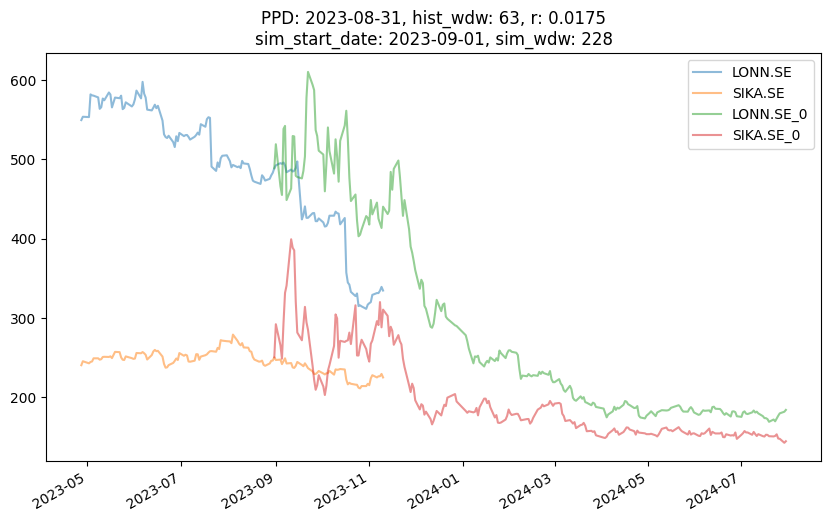 PPD: 2023-08-31, hist_wdw: 63, r: 0.0175
sim_start_date: 2023-09-01, sim_wdw: 228
LONN.SE
SIKA.SE
LONN.SE_0
SIKA.SE_0
600
500
400
300
200
2023-05
2023-07
2023-09
2023-11
2024-01
2024-03
2024-05
2024-07